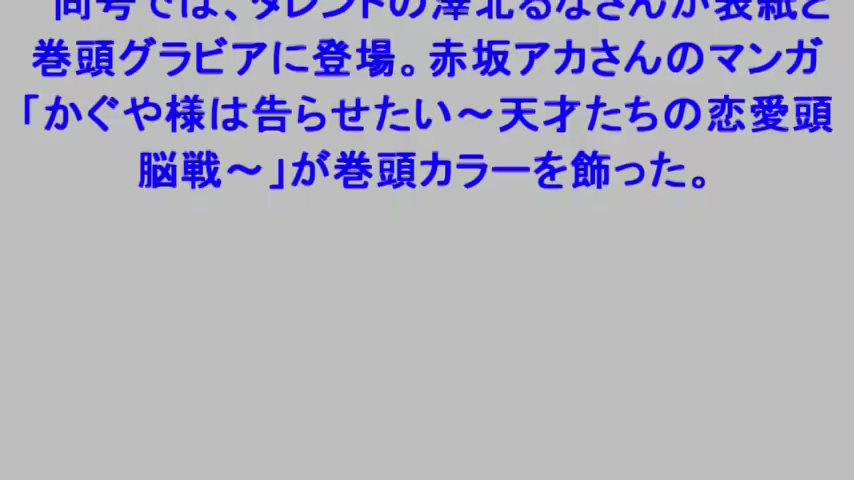 同号では、タレントの澤北るなさんが表紙と
巻頭グラビアに登場。赤坂アカさんのマンガ
「かぐや様は告らせたい～天才たちの恋愛頭
脳戦～」が巻頭カラーを飾った。